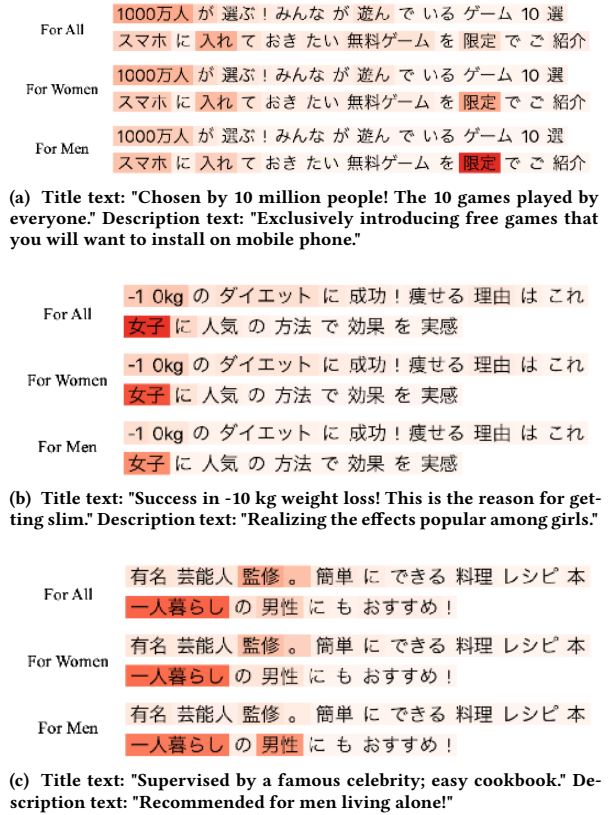 For All
1000万人 が 選ぶ ! みんな が 遊ん で いる ゲーム 10 選
スマホ に 入れ て おき たい 無料ゲーム を 限定 で ご 紹介
For Women
1000万人 が 選ぶ ! みんな が 遊ん で いる ゲーム 10 選
スマホ に 入れ て おき たい 無料ゲーム を 限定 で ご 紹介
For Men
1000万人 が 選ぶ ! みんな が 遊ん で いる ゲーム 10 選
スマホ に 入れ て おき たい 無料ゲーム を 限定 で ご 紹介
(a) Title text: "Chosen by 10 million people! The 10 games played by
everyone." Description text: "Exclusively introducing free games that
you will want to install on mobile phone."
For All
-1 0kg の ダイエット に 成功 ! 痩せる 理由 は これ
女子 に 人気 の 方法 で 効果 を 実感
For Women
-1 0kg の ダイエット に 成功 ! 痩せる 理由 は これ
女子 に 人気 の 方法 で 効果 を 実感
For Men
-1 0kg の ダイエット に 成功 ! 痩せる 理由 は これ
女子 に 人気 の 方法 で 効果 を 実感
(b) Title text: "Success in -10 kg weight loss! This is the reason for get-
ting slim." Description text: "Realizing the effects popular among girls."
For All
有名 芸能人 監修 。 簡単 に できる 料理 レシピ 本
一人暮らし の 男性 に も おすすめ !
For Women
有名 芸能人 監修 。 簡単 に できる 料理 レシピ 本
一人暮らし の 男性 に も おすすめ !
For Men
有名 芸能人 監修 。 簡単 に できる 料理 レシピ 本
一人暮らし の 男性 に も おすすめ !
(c) Title text: "Supervised by a famous celebrity; easy cookbook." De-
scription text: "Recommended for men living alone!"